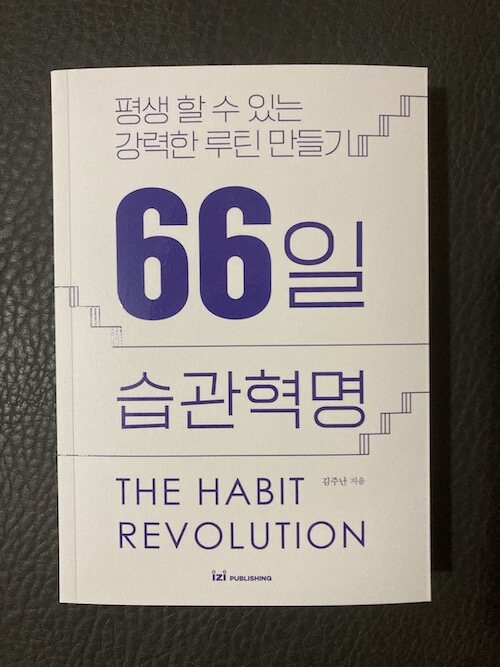 평생 할 수 있는
강력한 루틴 만들기
66일
습관혁명
THE HABIT
김주난 지음
REVOLUTION
izi PUBLISHING